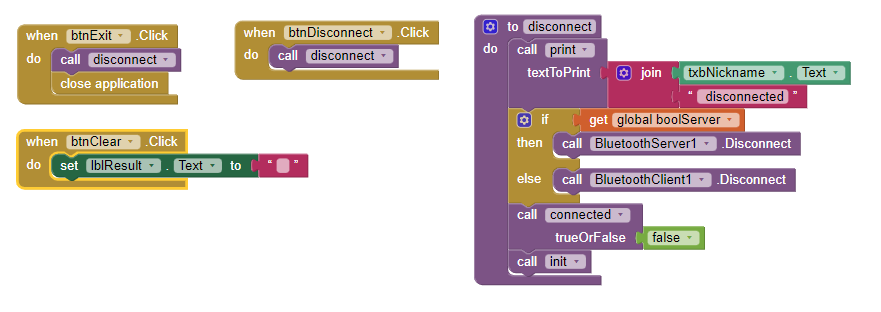 when btnExit .Click
do call disconnect
close application
when btnDisconnect .Click
do call disconnect
when btnClear .Click
do set lblResult . Text to “ ”
to disconnect
do call print
textToPrint join txbNickname . Text
“ disconnected ”
if get global boolServer
then call BluetoothServer1 .Disconnect
else call BluetoothClient1 .Disconnect
call connected
trueOrFalse false
call init